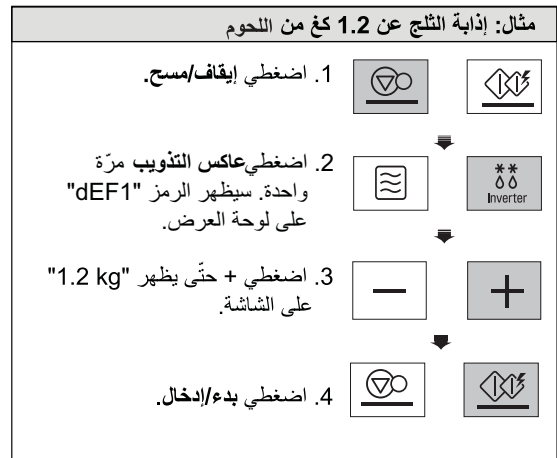 مثال: إذابة الثلج عن 1.2 كغ من اللحوم
1. اضغطي إيقاف/مسح.
2. اضغطيعاكس التذويب مرّة
واحدة. سيظهر الرمز "dEF1"
على لوحة العرض.
Inverter
3. اضغطي + حتّى يظهر "1.2 kg"
على الشاشة.
4. اضغطي بدء/إدخال.